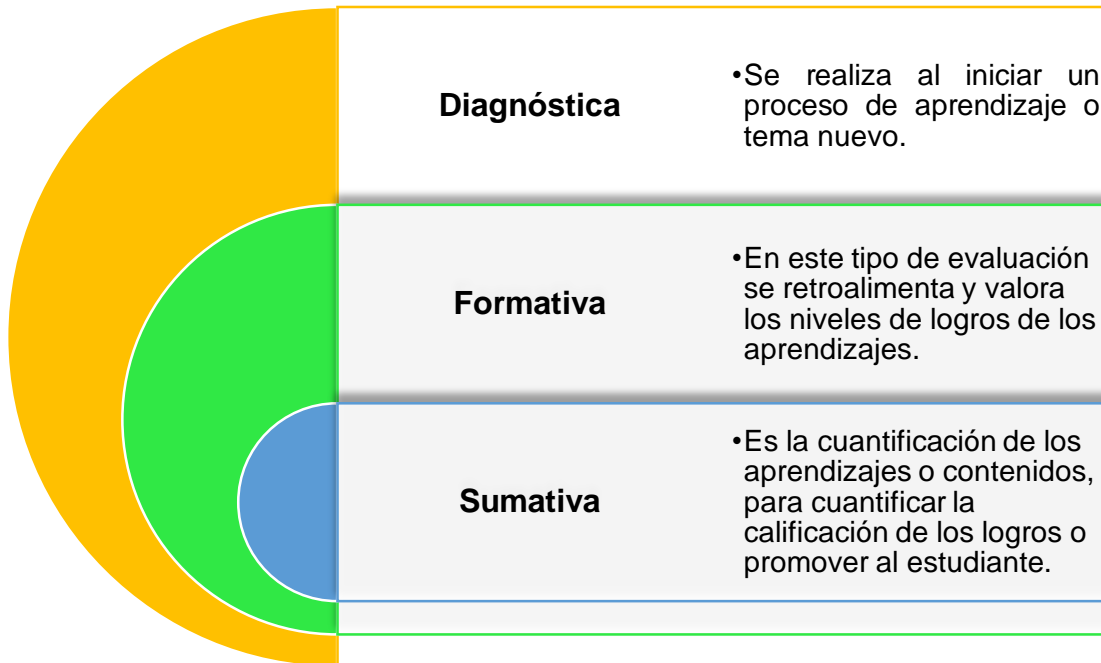 Diagnóstica
•Se realiza al iniciar un
proceso de aprendizaje o
tema nuevo.
Formativa
•En este tipo de evaluación
se retroalimenta y valora
los niveles de logros de los
aprendizajes.
Sumativa
•Es la cuantificación de los
aprendizajes o contenidos,
para cuantificar la
calificación de los logros o
promover al estudiante.